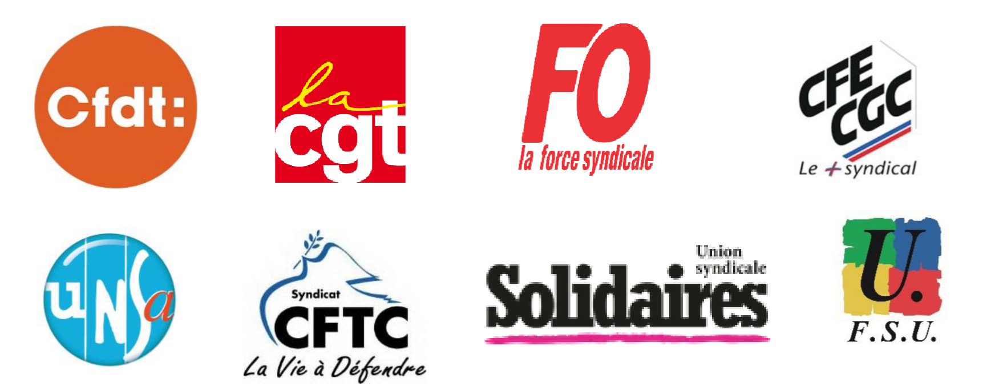 Cfdt:
la
cgt
FO
la force syndicale
CFE
CGC
Le + syndical
uNSa
Syndicat
CFTC
La Vie à Défendre
Union
syndicale
Solidaires
U.
F.S.U.